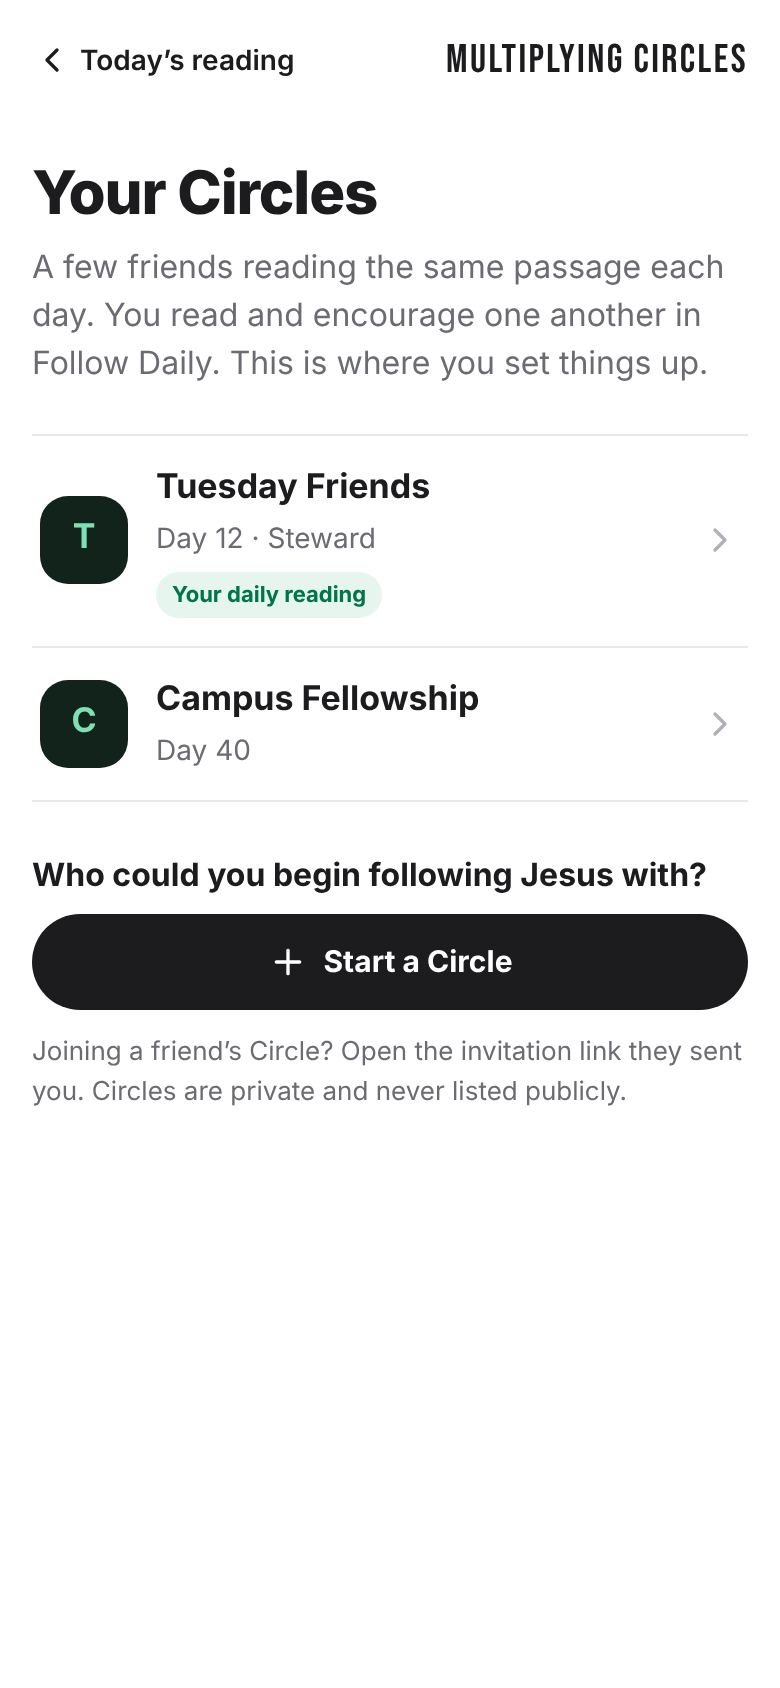 Today’s reading
MULTIPLYING CIRCLES
Your Circles
A few friends reading the same passage each
day. You read and encourage one another in
Follow Daily. This is where you set things up.
T
Tuesday Friends
Day 12 · Steward
Your daily reading
C
Campus Fellowship
Day 40
Who could you begin following Jesus with?
Start a Circle
Joining a friend’s Circle? Open the invitation link they sent
you. Circles are private and never listed publicly.